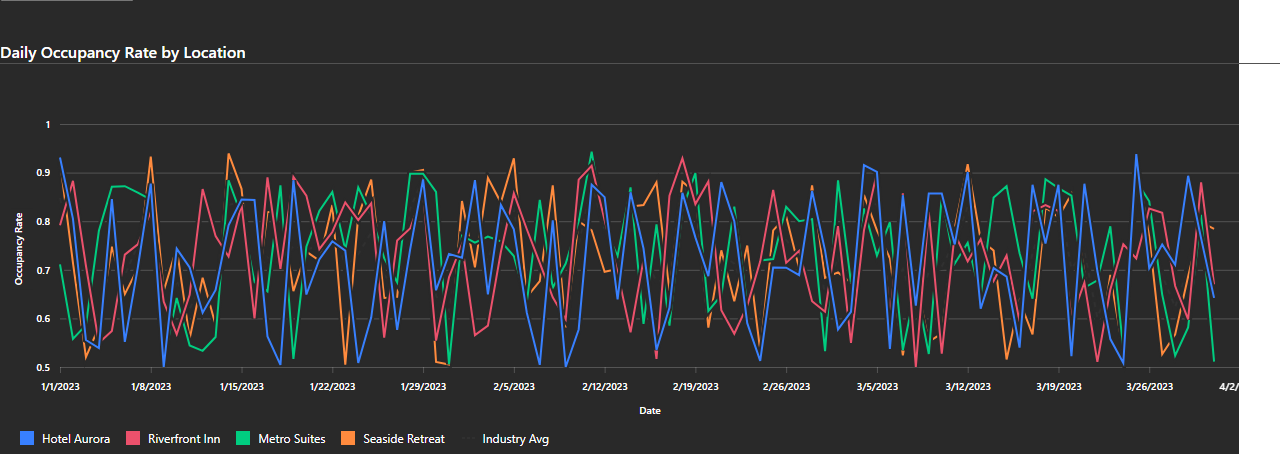 Daily Occupancy Rate by Location
1
0.9
0.8
0.7
0.6
0.5
Occupancy Rate
1/1/2023 1/8/2023 1/15/2023 1/22/2023 1/29/2023 2/5/2023 2/12/2023 2/19/2023 2/26/2023 3/5/2023 3/12/2023 3/19/2023 3/26/2023 4/2/
Date
Hotel Aurora Riverfront Inn Metro Suites Seaside Retreat Industry Avg